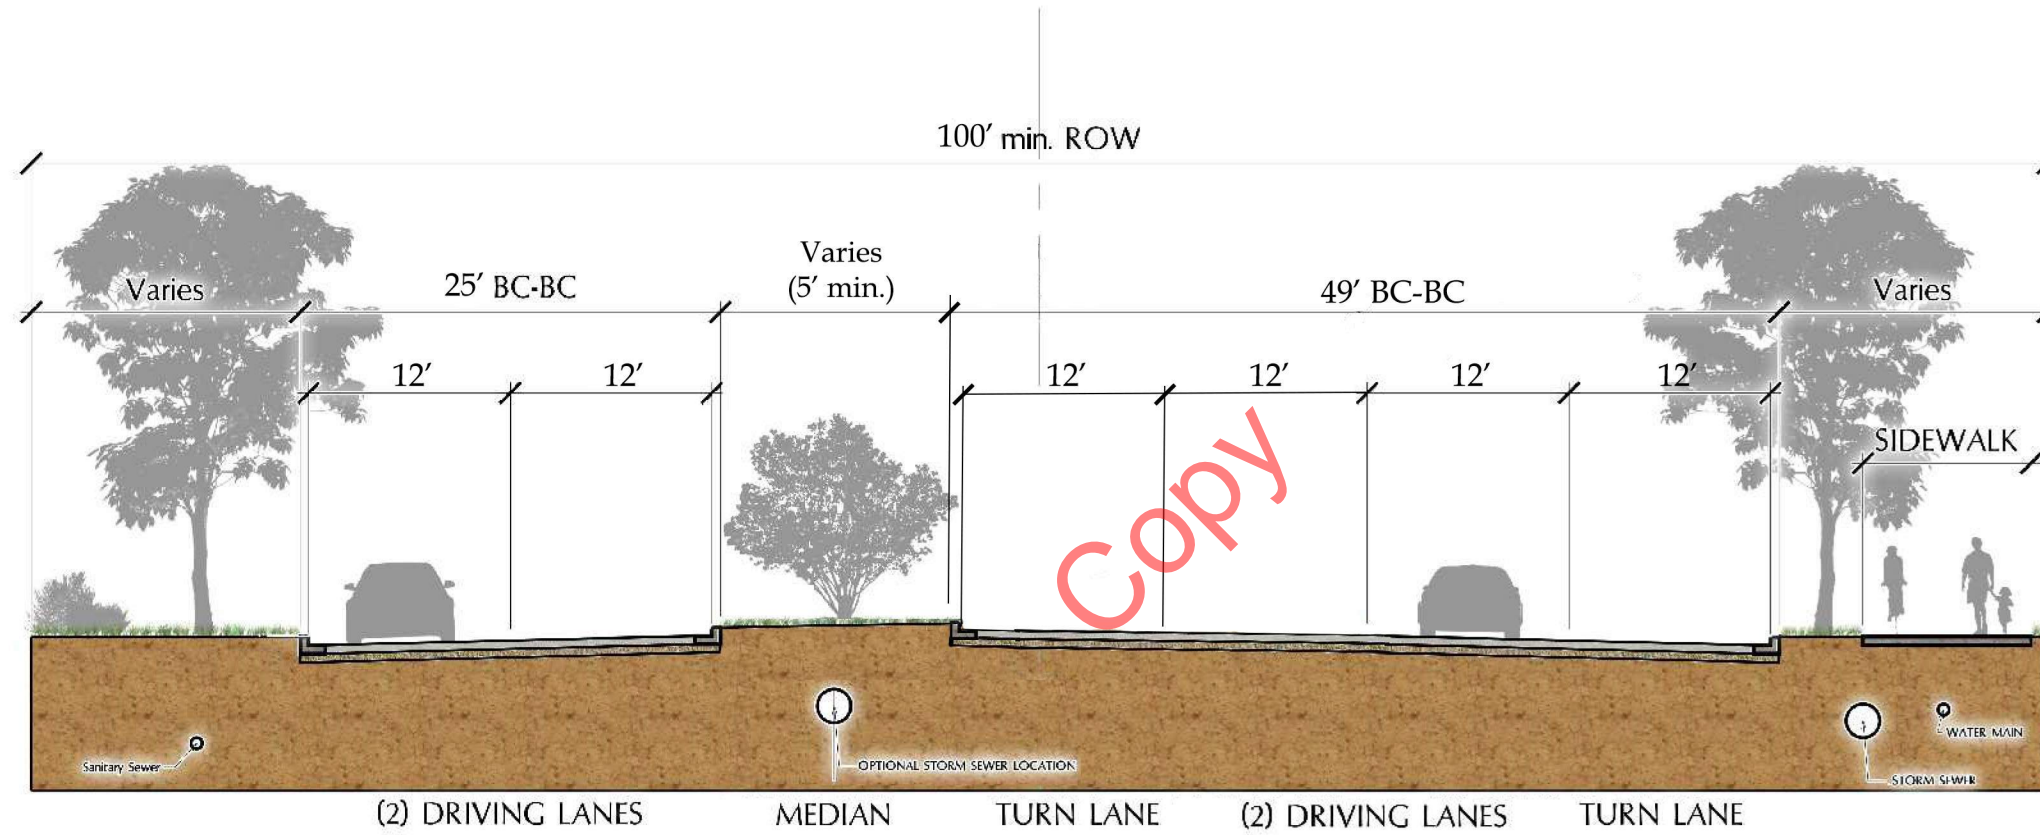 100′ min. ROW
Varies
25′ BC-BC
Varies
(5′ min.)
49′ BC-BC
Varies
12′
12′
12′
12′
12′
12′
SIDEWALK
Copy
Sanitary Sewer
OPTIONAL STORM SEWER LOCATION
WATER MAIN
STORM SEWER
(2) DRIVING LANES
MEDIAN
TURN LANE
(2) DRIVING LANES
TURN LANE